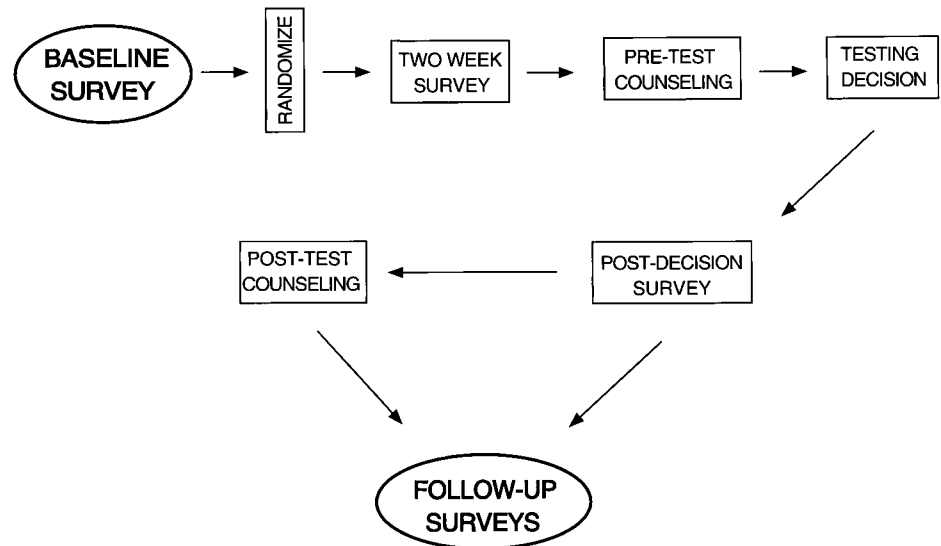 BASELINE
SURVEY
RANDOMIZE
TWO WEEK
SURVEY
PRE-TEST
COUNSELING
TESTING
DECISION
POST-TEST
COUNSELING
POST-DECISION
SURVEY
FOLLOW-UP
SURVEYS